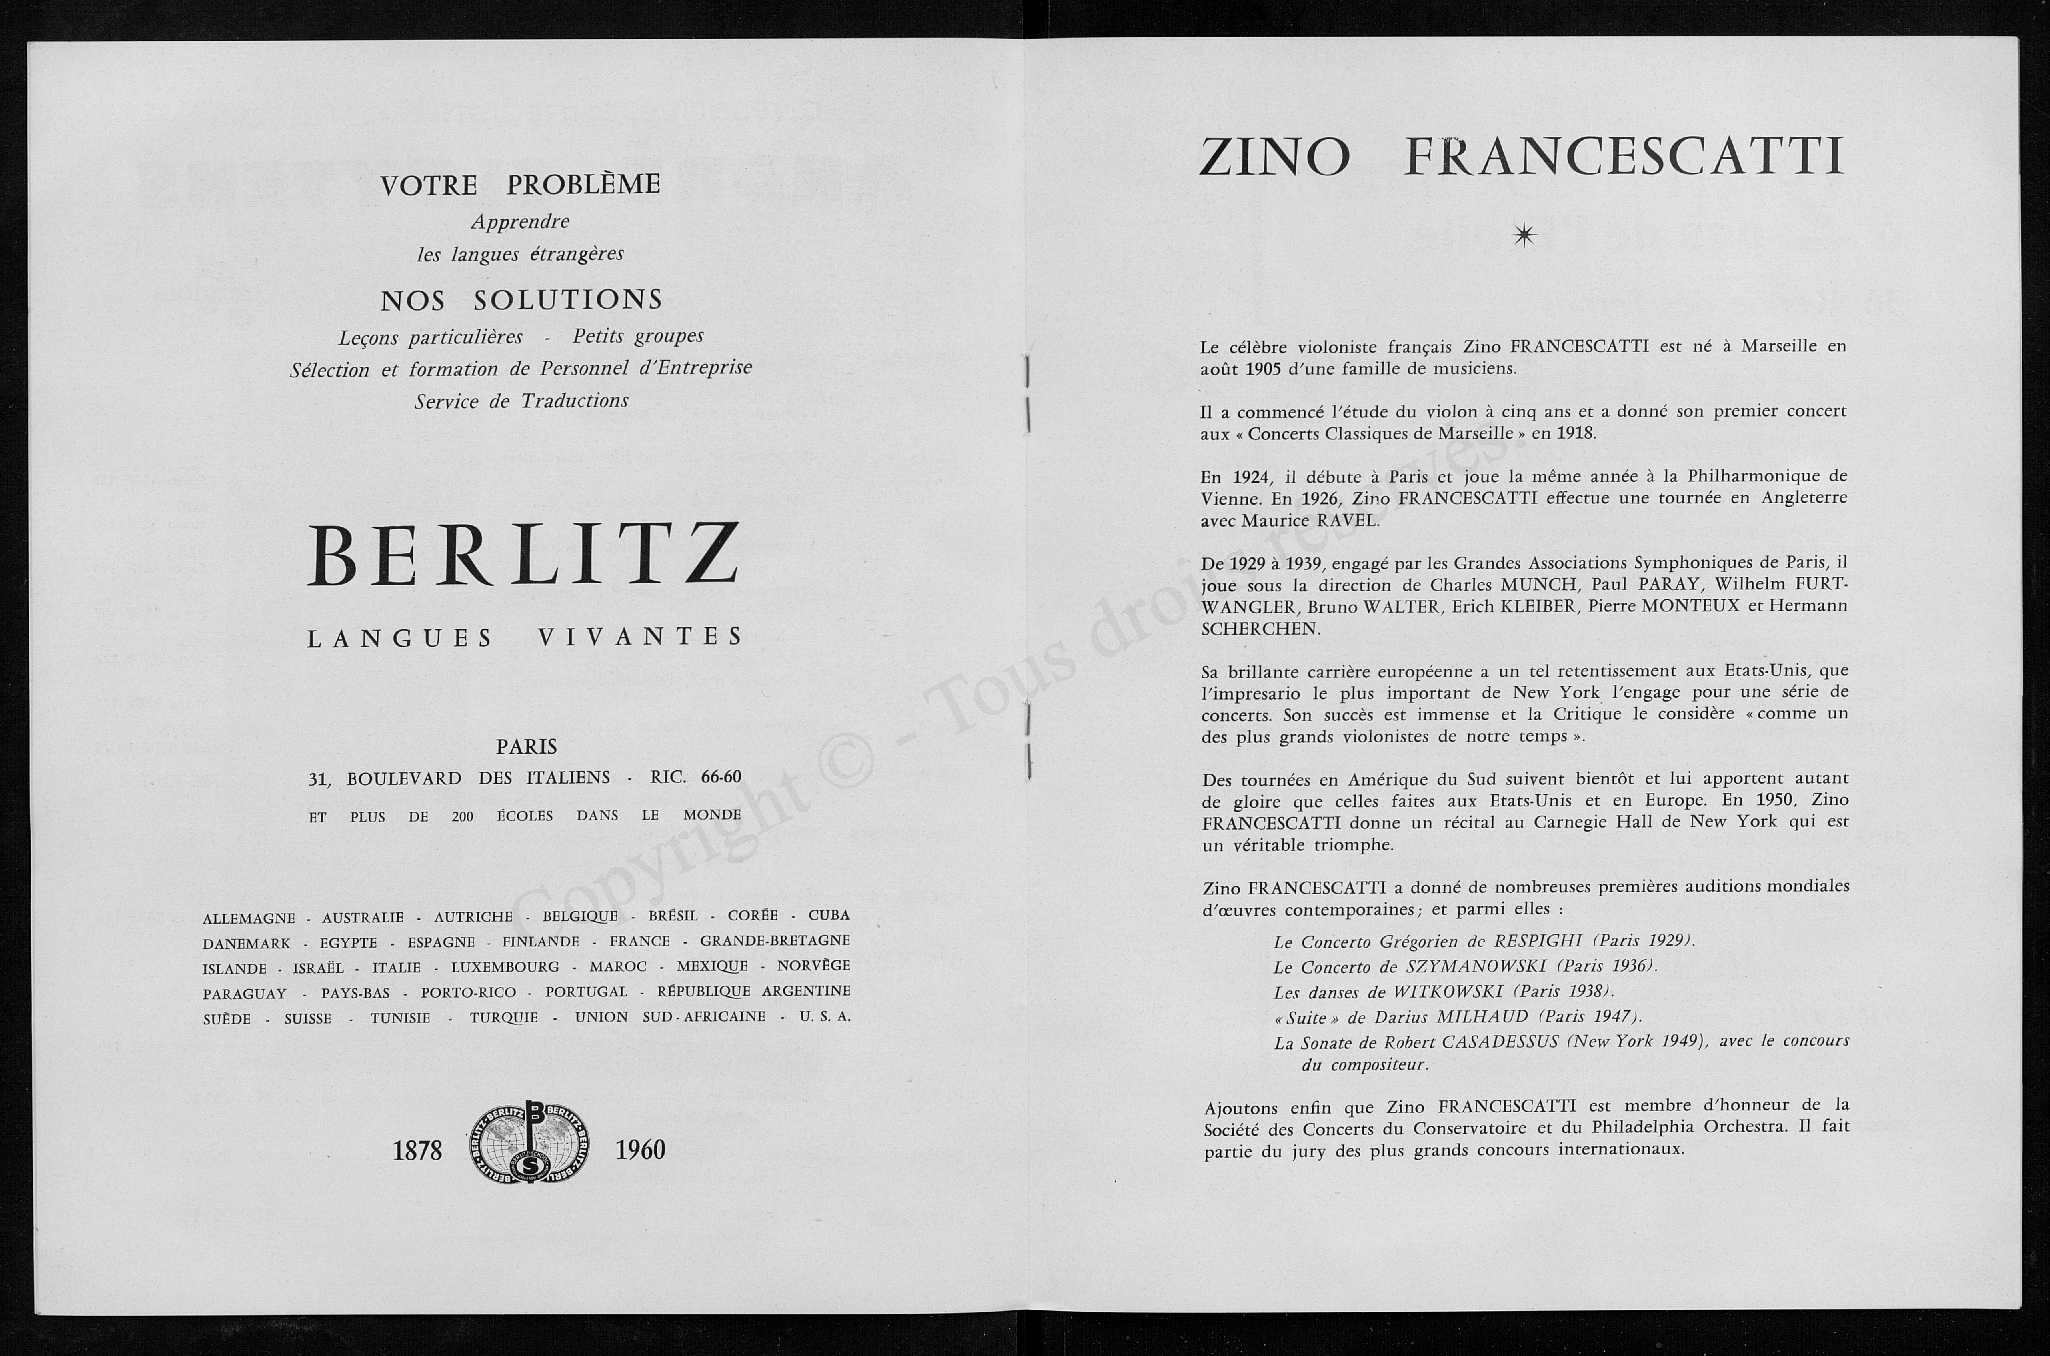 VOTRE PROBLÈME
Apprendre
les langues étrangères
NOS SOLUTIONS
Leçons particulières - Petits groupes
Sélection et formation de Personnel d'Entreprise
Service de Traductions
BERLITZ
LANGUES VIVANTES
PARIS
31, BOULEVARD DES ITALIENS - RIC. 66-60
ET PLUS DE 200 ÉCOLES DANS LE MONDE
ALLEMAGNE - AUSTRALIE - AUTRICHE - BELGIQUE - BRÉSIL - CORÉE - CUBA
DANEMARK - EGYPTE - ESPAGNE - FINLANDE - FRANCE - GRANDE-BRETAGNE
ISLANDE - ISRAËL - ITALIE - LUXEMBOURG - MAROC - MEXIQUE - NORVÈGE
PARAGUAY - PAYS-BAS - PORTO-RICO - PORTUGAL - RÉPUBLIQUE ARGENTINE
SUÈDE - SUISSE - TUNISIE - TURQUIE - UNION SUD-AFRICAINE - U. S. A.
1878 1960
ZINO FRANCESCATTI
Le célèbre violoniste français Zino FRANCESCATTI est né à Marseille en
août 1905 d'une famille de musiciens.
Il a commencé l'étude du violon à cinq ans et a donné son premier concert
aux « Concerts Classiques de Marseille » en 1918.
En 1924, il débute à Paris et joue la même année à la Philharmonique de
Vienne. En 1926, Zino FRANCESCATTI effectue une tournée en Angleterre
avec Maurice RAVEL.
De 1929 à 1939, engagé par les Grandes Associations Symphoniques de Paris, il
joue sous la direction de Charles MUNCH, Paul PARAY, Wilhelm FURT-
WANGLER, Bruno WALTER, Erich KLEIBER, Pierre MONTEUX et Hermann
SCHERCHEN.
Sa brillante carrière européenne a un tel retentissement aux Etats-Unis, que
l'impresario le plus important de New York l'engage pour une série de
concerts. Son succès est immense et la Critique le considère « comme un
des plus grands violonistes de notre temps ».
Des tournées en Amérique du Sud suivent bientôt et lui apportent autant
de gloire que celles faites aux Etats-Unis et en Europe. En 1950, Zino
FRANCESCATTI donne un récital au Carnegie Hall de New York qui est
un véritable triomphe.
Zino FRANCESCATTI a donné de nombreuses premières auditions mondiales
d'œuvres contemporaines; et parmi elles :
Le Concerto Grégorien de RESPIGHI (Paris 1929).
Le Concerto de SZYMANOWSKI (Paris 1936).
Les danses de WITKOWSKI (Paris 1938).
« Suite » de Darius MILHAUD (Paris 1947).
La Sonate de Robert CASADESSUS (New York 1949), avec le concours
du compositeur.
Ajoutons enfin que Zino FRANCESCATTI est membre d'honneur de la
Société des Concerts du Conservatoire et du Philadelphia Orchestra. Il fait
partie du jury des plus grands concours internationaux.
Copyright © - Tous droits réservés.